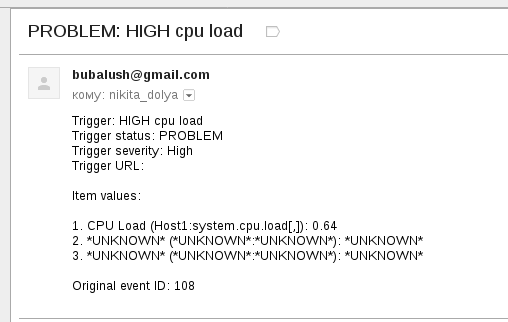 PROBLEM: HIGH cpu load
bubalush@gmail.com
кому: nikita_dolya
Trigger: HIGH cpu load
Trigger status: PROBLEM
Trigger severity: High
Trigger URL:
Item values:
1. CPU Load (Host1:system.cpu.load[,]): 0.64
2. *UNKNOWN* (*UNKNOWN*:*UNKNOWN*): *UNKNOWN*
3. *UNKNOWN* (*UNKNOWN*:*UNKNOWN*): *UNKNOWN*
Original event ID: 108